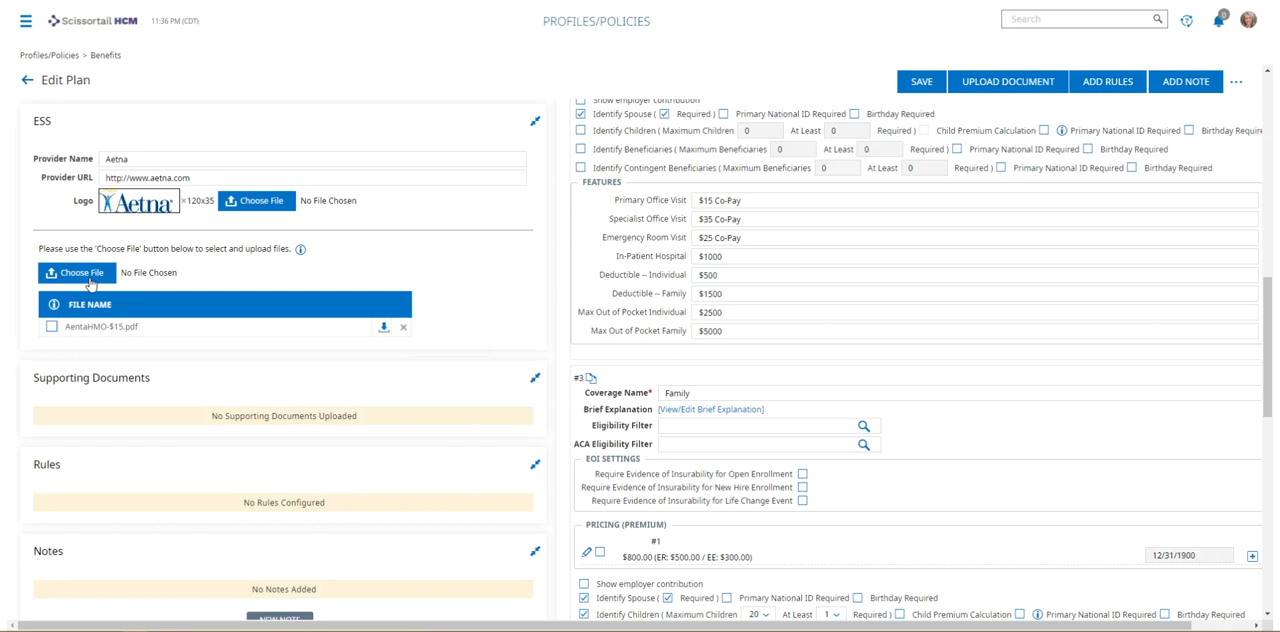 Scissortail HCM 11:36 PM (CDT) PROFILES/POLICIES Search 0
Profiles/Policies > Benefits
Edit Plan SAVE UPLOAD DOCUMENT ADD RULES ADD NOTE ...
ESS
Provider Name Aetna
Provider URL http://www.aetna.com
Logo Aetna × 120x35 Choose File No File Chosen
Please use the 'Choose File' button below to select and upload files.
Choose File No File Chosen
FILE NAME
AentaHMO-$15.pdf
Supporting Documents
No Supporting Documents Uploaded
Rules
No Rules Configured
Notes
No Notes Added
NEW NOTE
Show employer contribution
Identify Spouse ( Required ) Primary National ID Required Birthday Required
Identify Children ( Maximum Children 0 At Least 0 Required ) Child Premium Calculation Primary National ID Required Birthday Requir
Identify Beneficiaries ( Maximum Beneficiaries 0 At Least 0 Required ) Primary National ID Required Birthday Required
Identify Contingent Beneficiaries ( Maximum Beneficiaries 0 At Least 0 Required ) Primary National ID Required Birthday Required
FEATURES
Primary Office Visit $15 Co-Pay
Specialist Office Visit $35 Co-Pay
Emergency Room Visit $25 Co-Pay
In-Patient Hospital $1000
Deductible -- Individual $500
Deductible -- Family $1500
Max Out of Pocket Individual $2500
Max Out of Pocket Family $5000
#3
Coverage Name* Family
Brief Explanation [View/Edit Brief Explanation]
Eligibility Filter
ACA Eligibility Filter
EOI SETTINGS
Require Evidence of Insurability for Open Enrollment
Require Evidence of Insurability for New Hire Enrollment
Require Evidence of Insurability for Life Change Event
PRICING (PREMIUM)
#1
$800.00 (ER: $500.00 / EE: $300.00) 12/31/1900
Show employer contribution
Identify Spouse ( Required ) Primary National ID Required Birthday Required
Identify Children ( Maximum Children 20 At Least 1 Required ) Child Premium Calculation Primary National ID Required Birthday Required